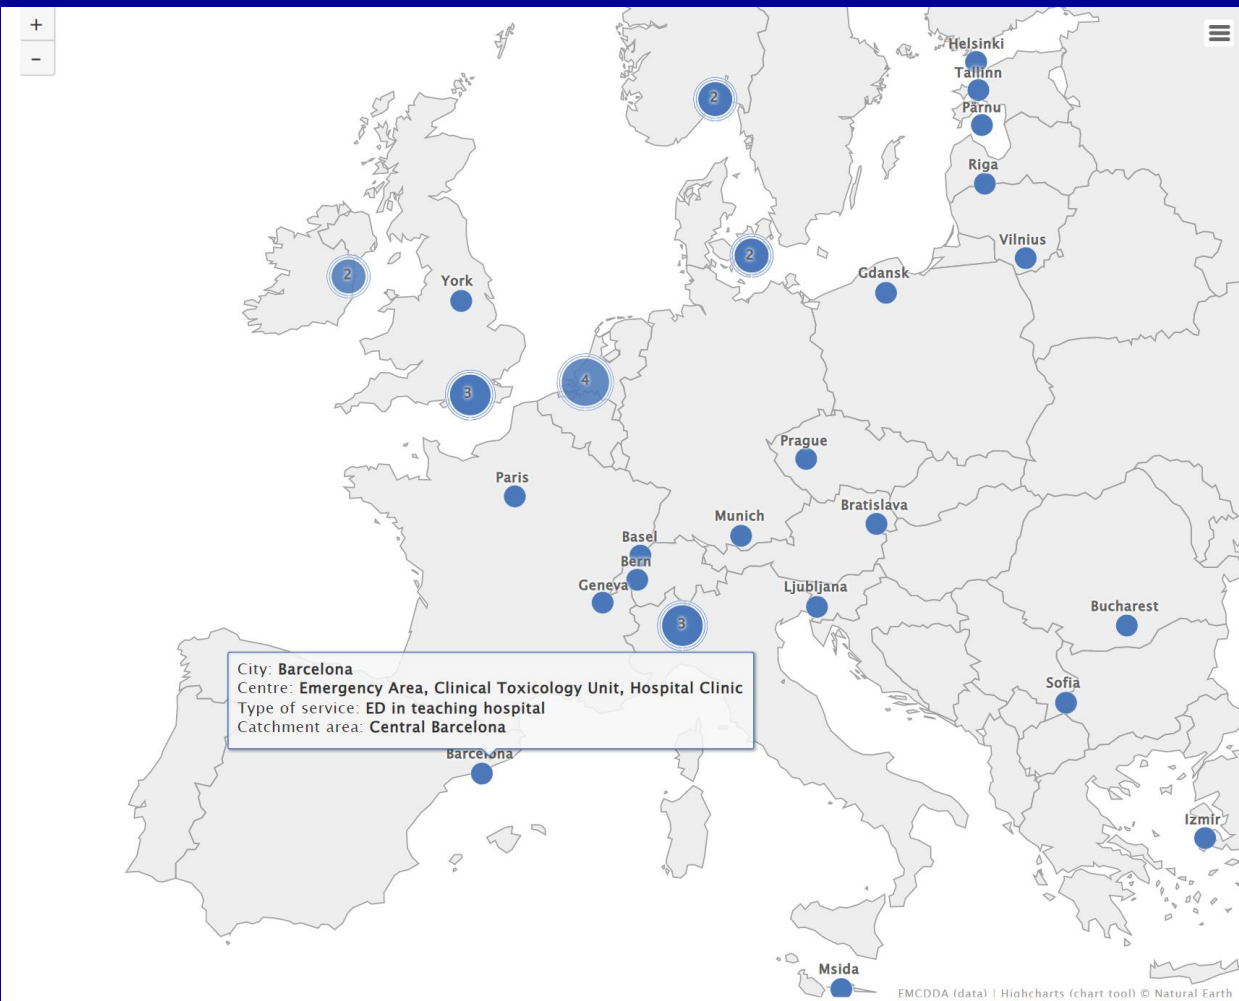 +
−
Helsinki
Tallinn
Pärnu
Riga
Vilnius
2
2
2
York
Gdansk
3
4
Prague
Paris
Munich
Bratislava
Basel
Bern
Geneva
Ljubljana
3
Bucharest
City: Barcelona
Centre: Emergency Area, Clinical Toxicology Unit, Hospital Clinic
Type of service: ED in teaching hospital
Catchment area: Central Barcelona
Sofia
Barcelona
Izmir
Msida
EMCDDA (data) | Highcharts (chart tool) © Natural Earth